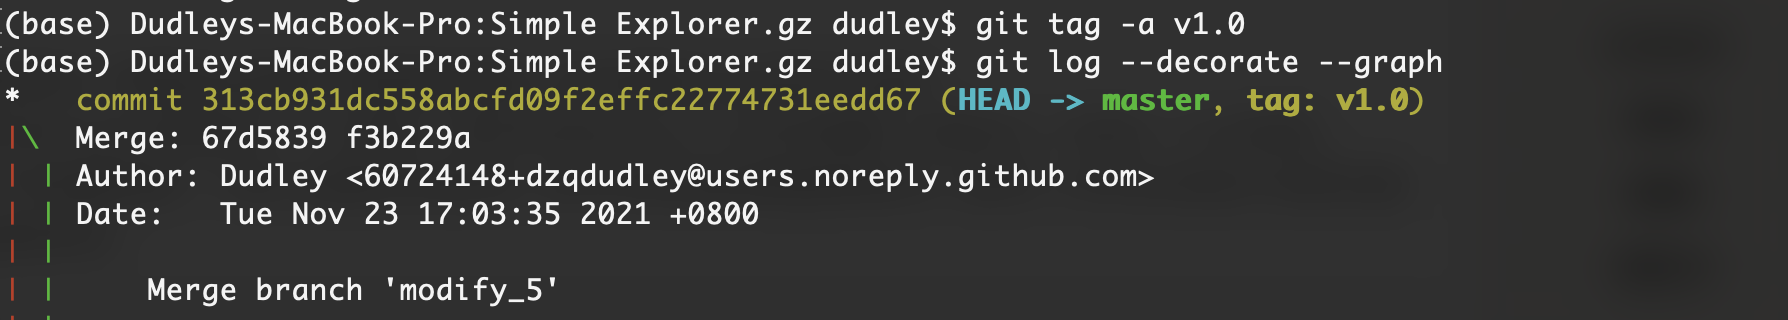 (base) Dudleys-MacBook-Pro:Simple Explorer.gz dudley$ git tag -a v1.0
(base) Dudleys-MacBook-Pro:Simple Explorer.gz dudley$ git log --decorate --graph
*   commit 313cb931dc558abcfd09f2effc22774731eedd67 (HEAD -> master, tag: v1.0)
|\  Merge: 67d5839 f3b229a
| | Author: Dudley <60724148+dzqdudley@users.noreply.github.com>
| | Date:   Tue Nov 23 17:03:35 2021 +0800
| |
| |     Merge branch 'modify_5'